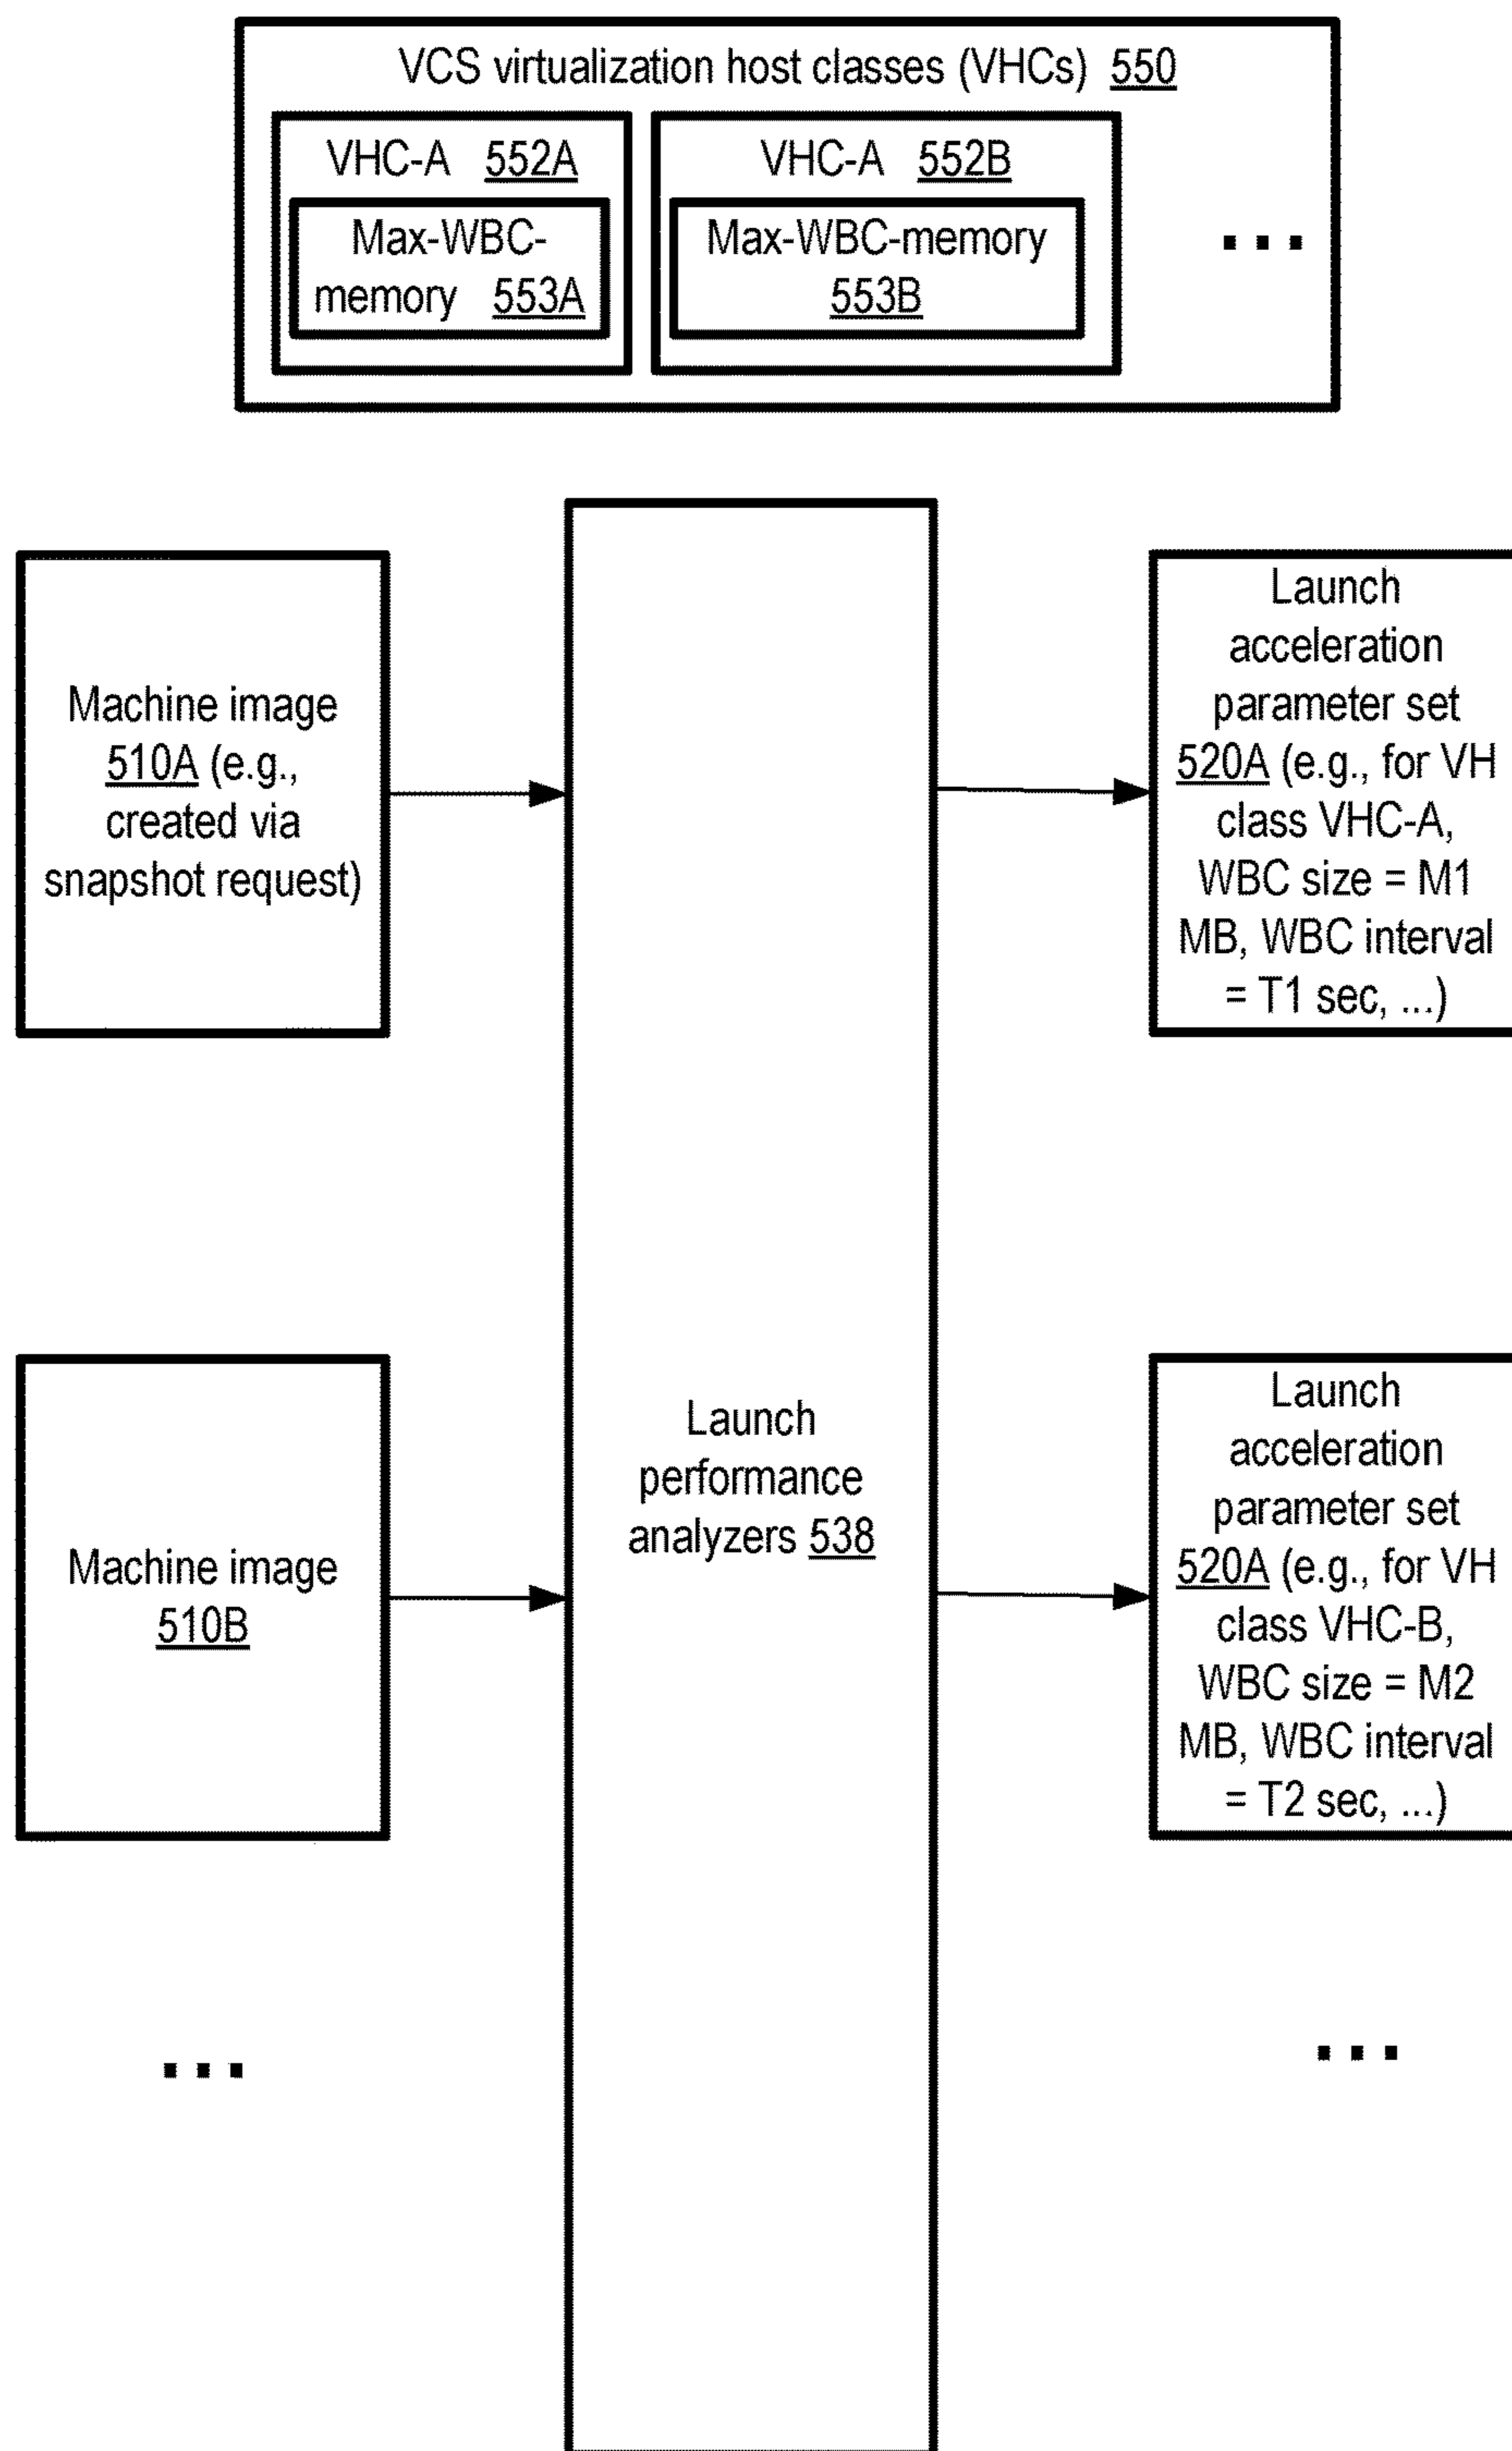 VCS virtualization host classes (VHCs) 550
VHC-A 552A
Max-WBC-
memory 553A
VHC-A 552B
Max-WBC-memory
553B
...
Machine image
510A (e.g.,
created via
snapshot request)
Launch
acceleration
parameter set
520A (e.g., for VH
class VHC-A,
WBC size = M1
MB, WBC interval
= T1 sec, ...)
Machine image
510B
Launch
performance
analyzers 538
Launch
acceleration
parameter set
520A (e.g., for VH
class VHC-B,
WBC size = M2
MB, WBC interval
= T2 sec, ...)
...
...